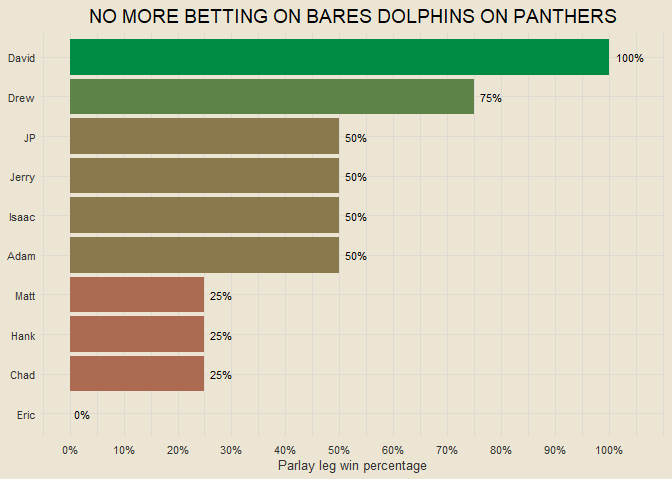 NO MORE BETTING ON BARES DOLPHINS ON PANTHERS
David 100%
Drew 75%
JP 50%
Jerry 50%
Isaac 50%
Adam 50%
Matt 25%
Hank 25%
Chad 25%
Eric 0%
0% 10% 20% 30% 40% 50% 60% 70% 80% 90% 100%
Parlay leg win percentage